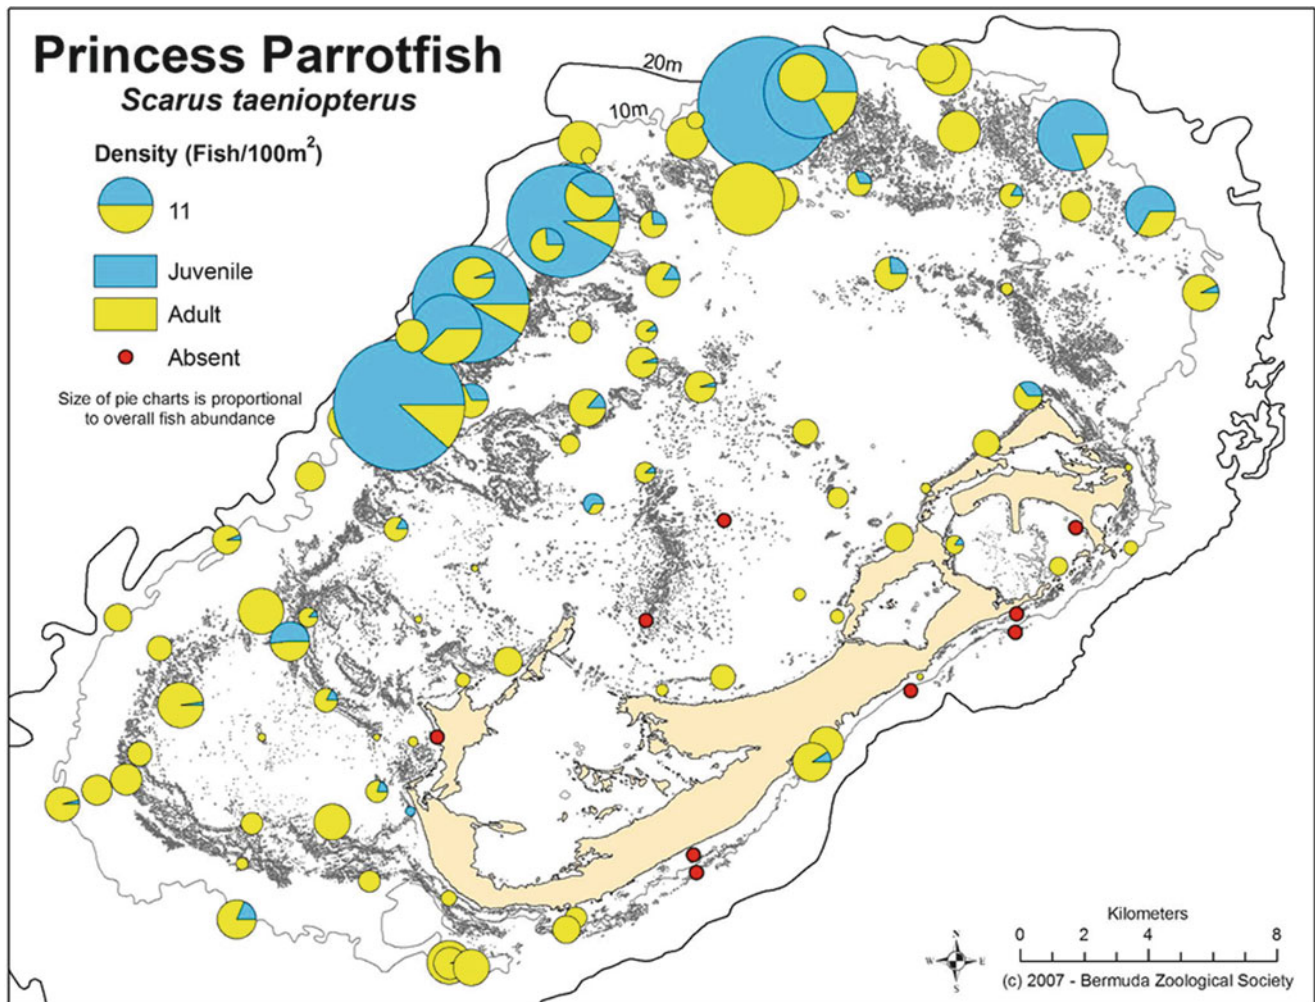 Princess Parrotfish
Scarus taeniopterus
Density (Fish/100m²)
11
Juvenile
Adult
Absent
Size of pie charts is proportional
to overall fish abundance
20m
10m
Kilometers
0 2 4 8
N
W E
S
(c) 2007 - Bermuda Zoological Society